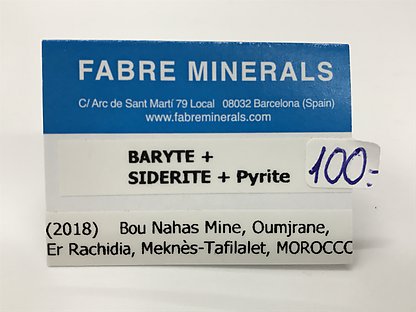 FABRE MINERALS
C/ Arc de Sant Martí 79 Local 08032 Barcelona (Spain)
www.fabreminerals.com
BARYTE +
SIDERITE + Pyrite
100.-
(2018) Bou Nahas Mine, Oumjrane,
Er Rachidia, Meknès-Tafilalet, MOROCCO